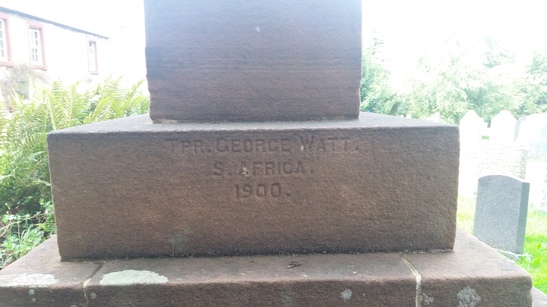 TPR. GEORGE WATT.
S. AFRICA.
1900.